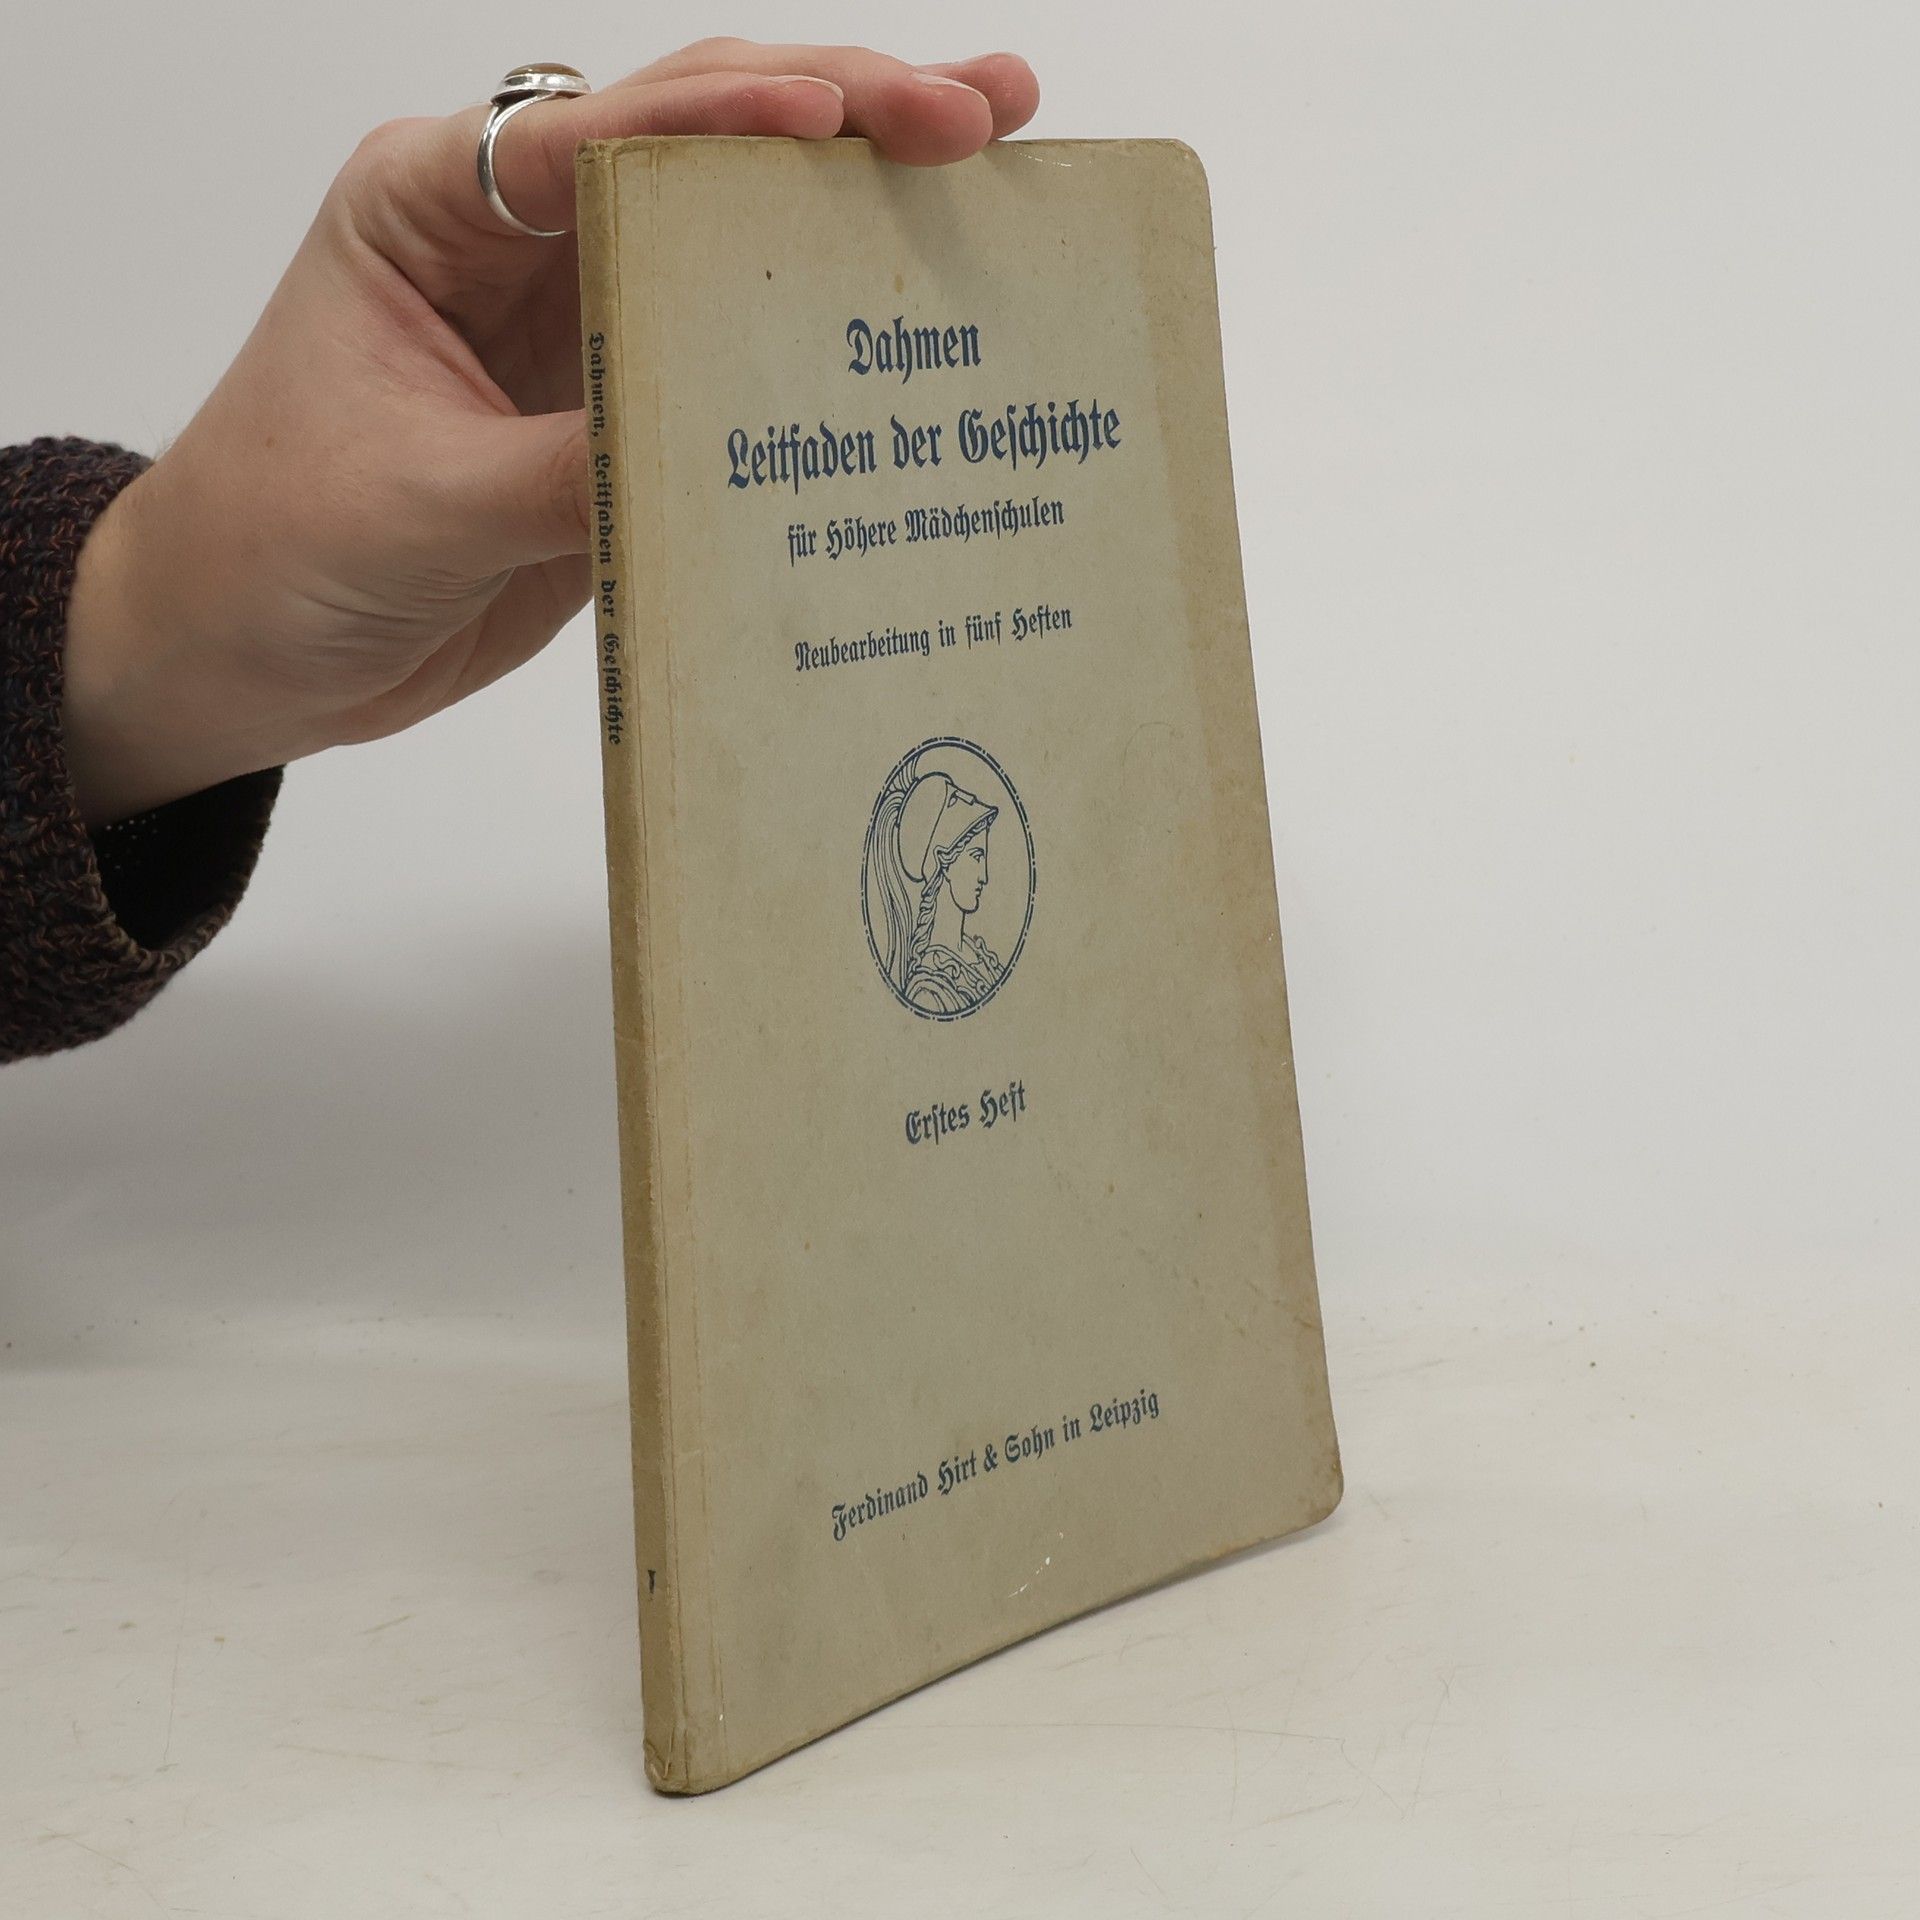 Dahmen
Leitfaden der Geschichte
für Höhere Mädchenschulen
Neubearbeitung in fünf Heften
Erstes Heft
Ferdinand Hirt & Sohn in Leipzig
Dahmen, Leitfaden der Geschichte
I